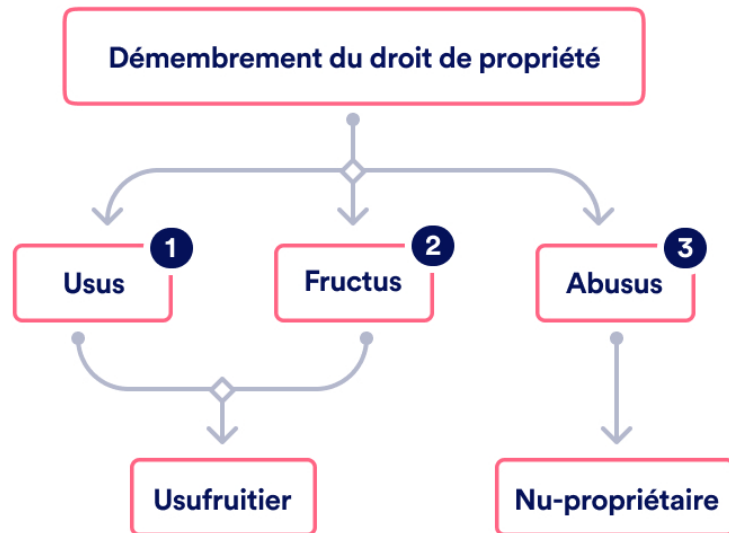 Démembrement du droit de propriété
1
Usus
2
Fructus
3
Abusus
Usufruitier
Nu-propriétaire